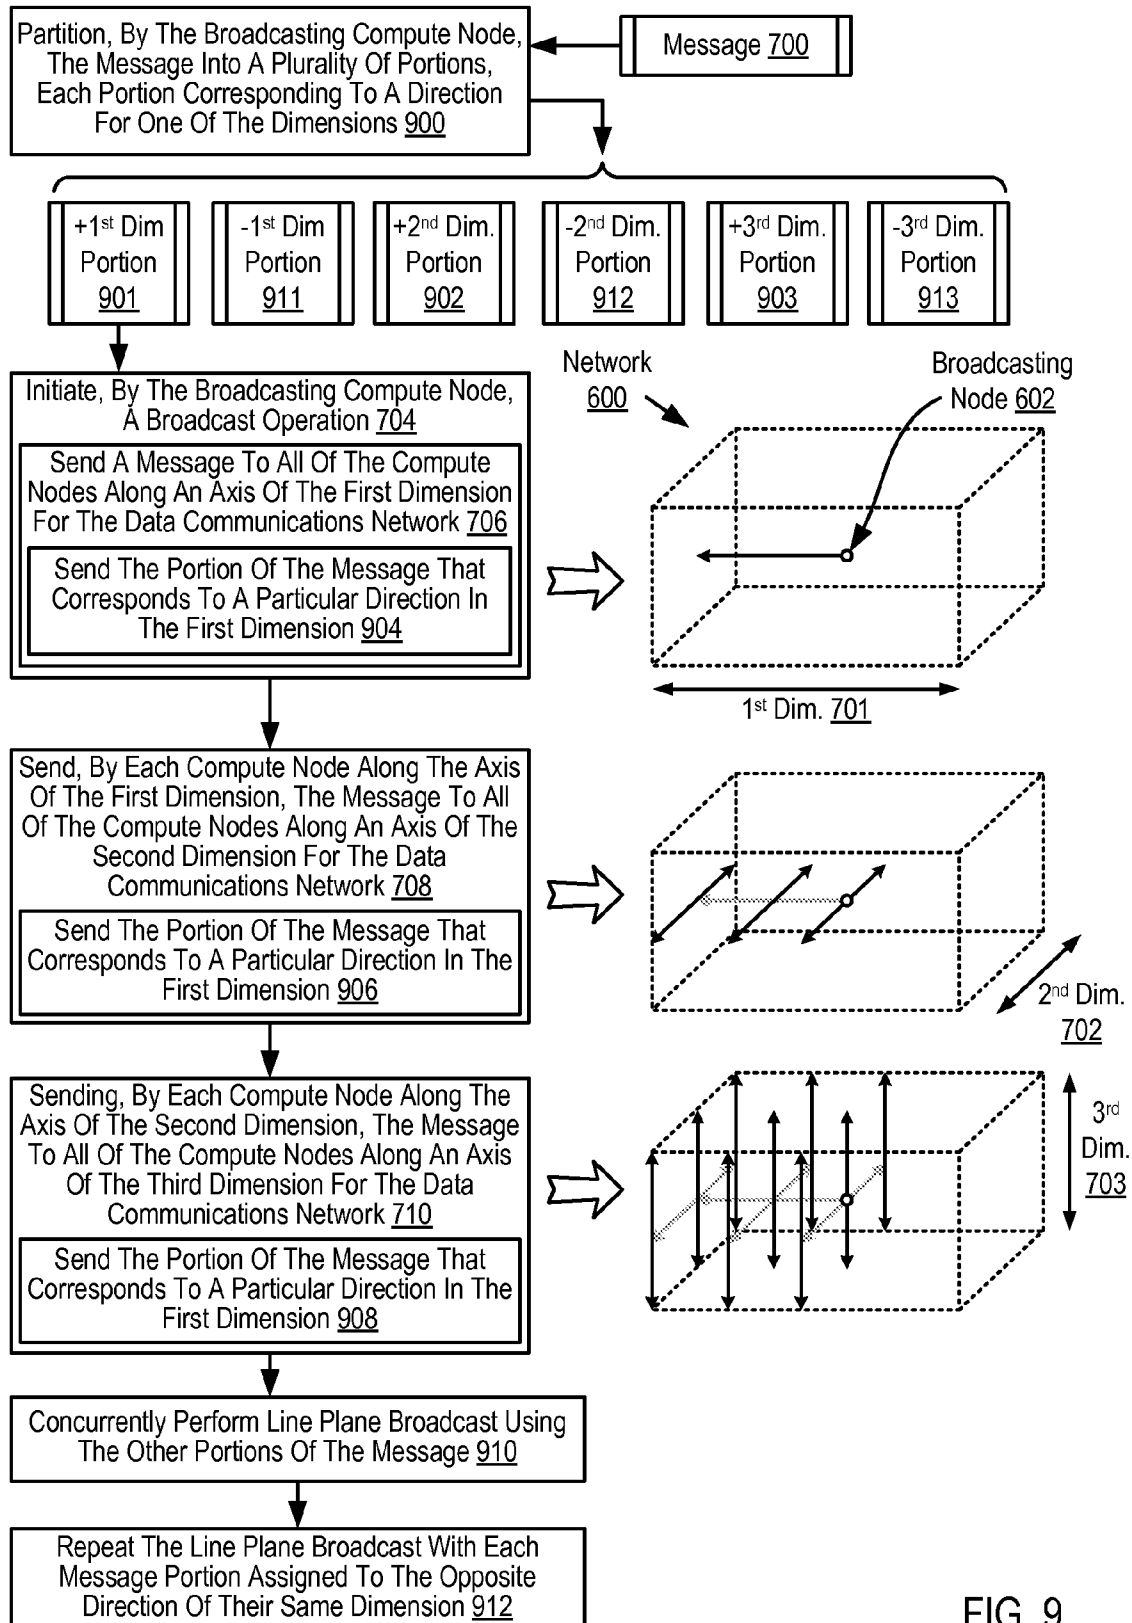 Partition, By The Broadcasting Compute Node,
The Message Into A Plurality Of Portions,
Each Portion Corresponding To A Direction
For One Of The Dimensions 900
Message 700
+1st Dim
Portion
901
-1st Dim
Portion
911
+2nd Dim.
Portion
902
-2nd Dim.
Portion
912
+3rd Dim.
Portion
903
-3rd Dim.
Portion
913
Initiate, By The Broadcasting Compute Node,
A Broadcast Operation 704
Send A Message To All Of The Compute
Nodes Along An Axis Of The First Dimension
For The Data Communications Network 706
Send The Portion Of The Message That
Corresponds To A Particular Direction In
The First Dimension 904
Network
600
Broadcasting
Node 602
1st Dim. 701
Send, By Each Compute Node Along The Axis
Of The First Dimension, The Message To All
Of The Compute Nodes Along An Axis Of The
Second Dimension For The Data
Communications Network 708
Send The Portion Of The Message That
Corresponds To A Particular Direction In The
First Dimension 906
2nd Dim.
702
Sending, By Each Compute Node Along The
Axis Of The Second Dimension, The Message
To All Of The Compute Nodes Along An Axis
Of The Third Dimension For The Data
Communications Network 710
Send The Portion Of The Message That
Corresponds To A Particular Direction In The
First Dimension 908
3rd
Dim.
703
Concurrently Perform Line Plane Broadcast Using
The Other Portions Of The Message 910
Repeat The Line Plane Broadcast With Each
Message Portion Assigned To The Opposite
Direction Of Their Same Dimension 912
FIG. 9